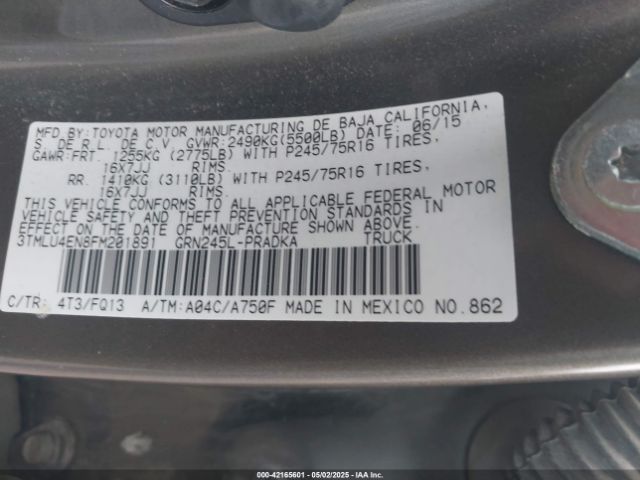 MFD.BY:TOYOTA MOTOR MANUFACTURING DE BAJA CALIFORNIA,
S. DE R.L. DE C.V. GVWR:2490KG(5500LB) DATE: 06/15
GAWR:FRT. 1255KG (2775LB) WITH P245/75R16 TIRES,
16X7JJ RIMS.
RR. 1410KG (3110LB) WITH P245/75R16 TIRES,
16X7JJ RIMS.
THIS VEHICLE CONFORMS TO ALL APPLICABLE FEDERAL MOTOR
VEHICLE SAFETY AND THEFT PREVENTION STANDARDS IN
EFFECT ON THE DATE OF MANUFACTURE SHOWN ABOVE.
3TMLU4EN8FM201891 GRN245L-PRADKA TRUCK
C/TR: 4T3/FQ13 A/TM:A04C/A750F MADE IN MEXICO NO.862
000-42165601 - 05/02/2025 - IAAI.COM